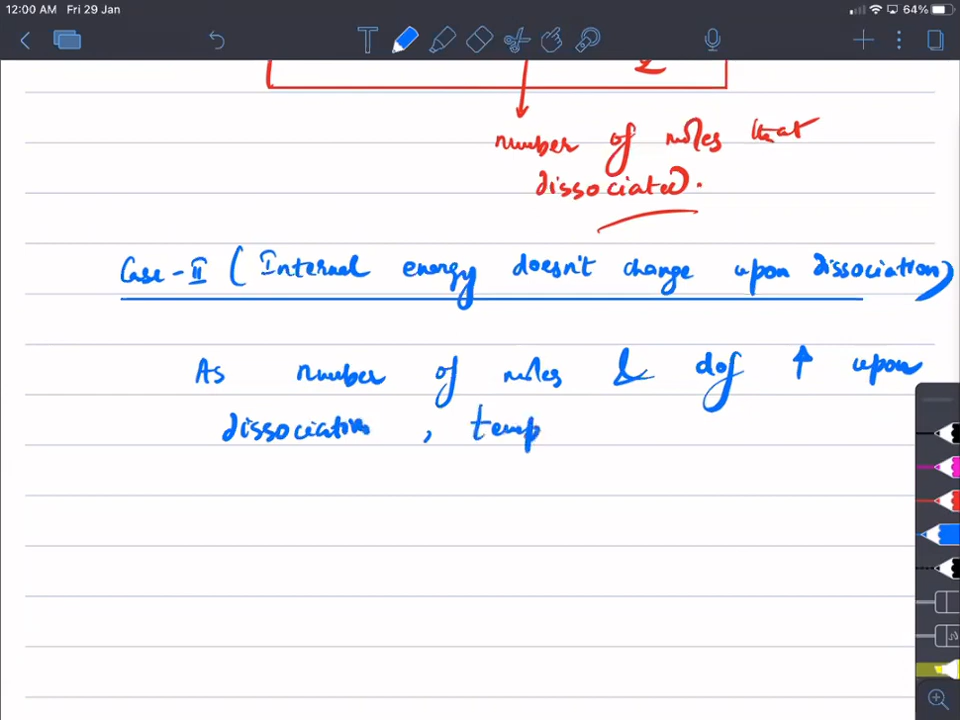 12:00 AM Fri 29 Jan 64%
T
2
number of moles that
dissociated.
Case-II (Internal energy doesn't change upon dissociation)
As number of moles & dof ↑ upon
dissociation, temp